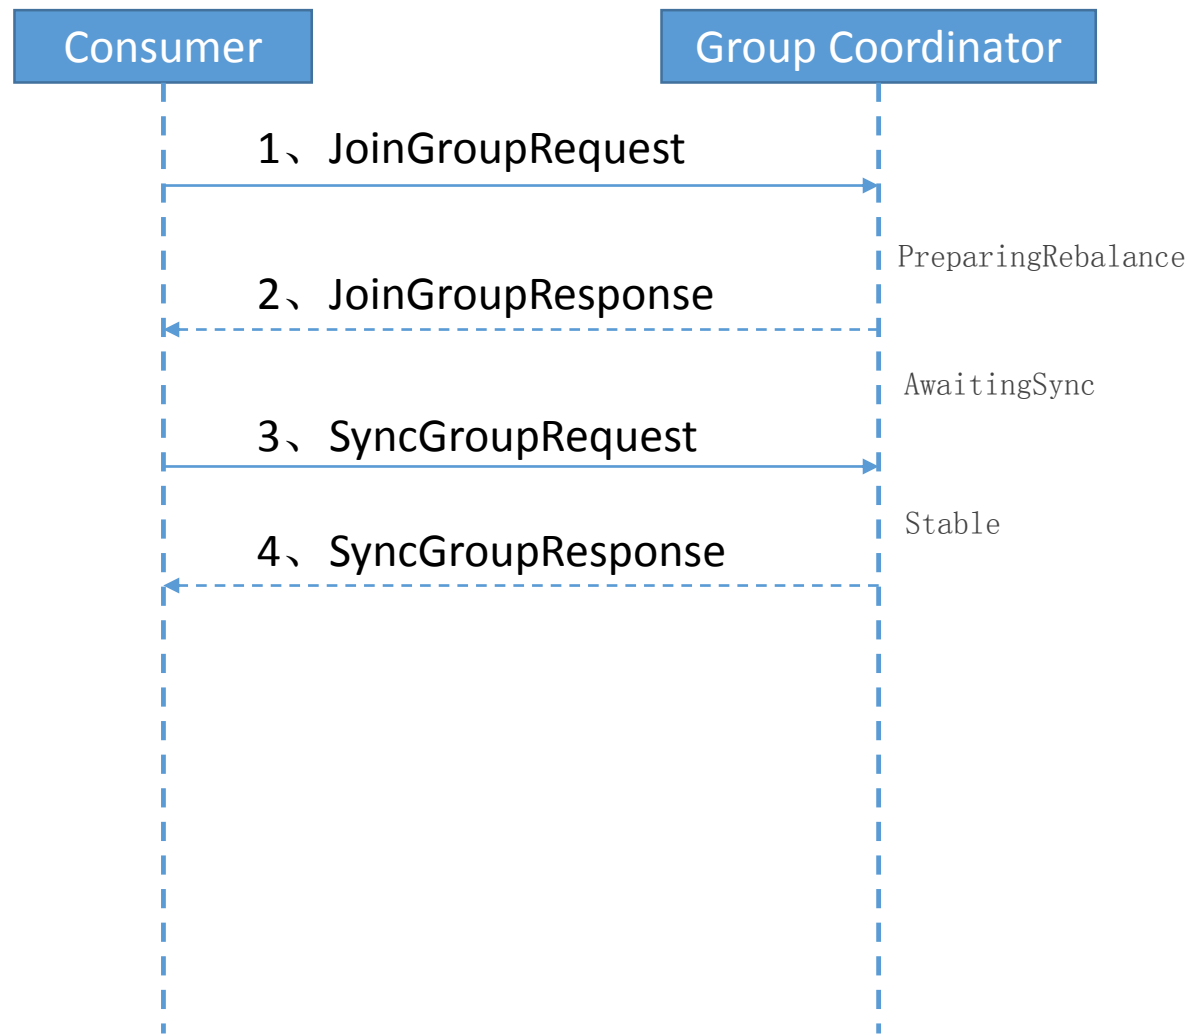 Consumer
Group Coordinator
1、JoinGroupRequest
PreparingRebalance
2、JoinGroupResponse
AwaitingSync
3、SyncGroupRequest
Stable
4、SyncGroupResponse